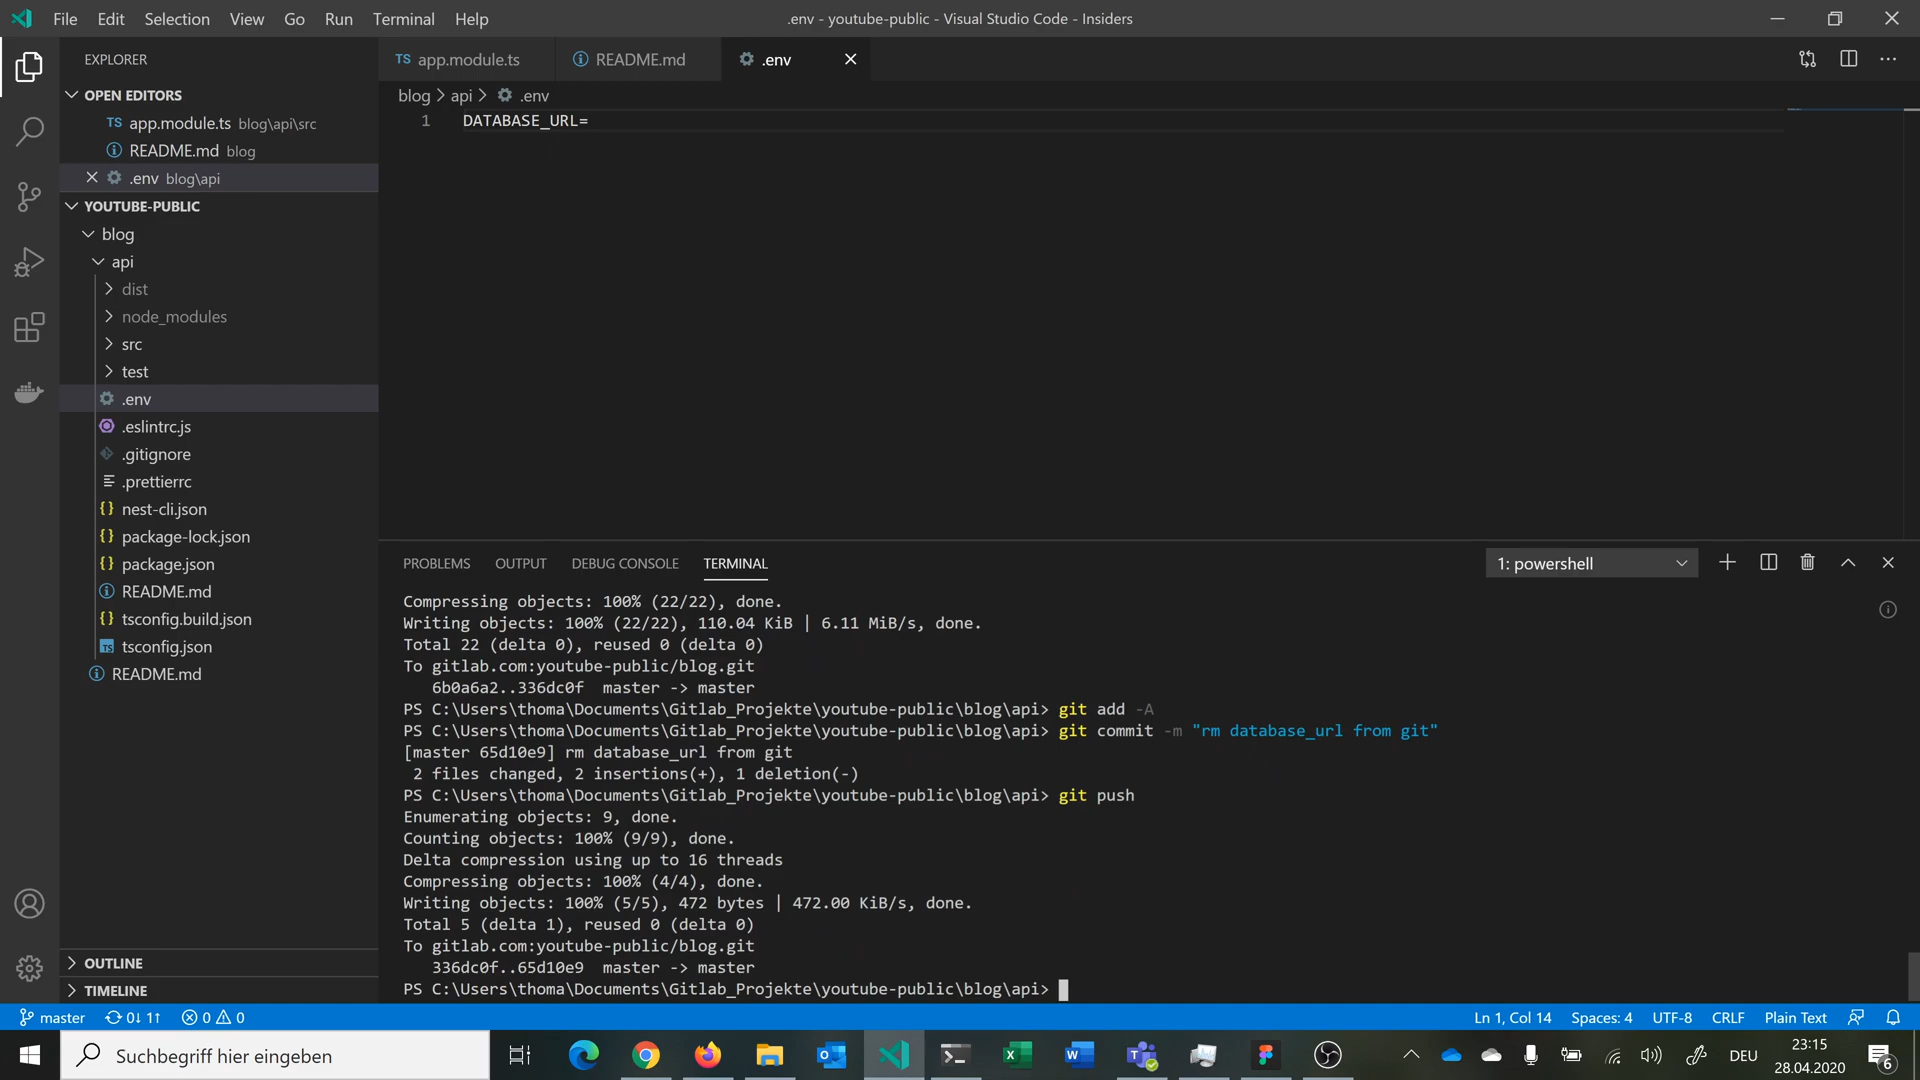 File Edit Selection View Go Run Terminal Help
.env - youtube-public - Visual Studio Code - Insiders
EXPLORER
OPEN EDITORS
TS app.module.ts blog\api\src
README.md blog
.env blog\api
YOUTUBE-PUBLIC
blog
api
dist
node_modules
src
test
.env
.eslintrc.js
.gitignore
.prettierrc
{} nest-cli.json
{} package-lock.json
{} package.json
README.md
{} tsconfig.build.json
TS tsconfig.json
README.md
OUTLINE
TIMELINE
TS app.module.ts
README.md
.env
blog > api > .env
1 DATABASE_URL=
PROBLEMS OUTPUT DEBUG CONSOLE TERMINAL
1: powershell
Compressing objects: 100% (22/22), done.
Writing objects: 100% (22/22), 110.04 KiB | 6.11 MiB/s, done.
Total 22 (delta 0), reused 0 (delta 0)
To gitlab.com:youtube-public/blog.git
6b0a6a2..336dc0f master -> master
PS C:\Users\thoma\Documents\Gitlab_Projekte\youtube-public\blog\api> git add -A
PS C:\Users\thoma\Documents\Gitlab_Projekte\youtube-public\blog\api> git commit -m "rm database_url from git"
[master 65d10e9] rm database_url from git
2 files changed, 2 insertions(+), 1 deletion(-)
PS C:\Users\thoma\Documents\Gitlab_Projekte\youtube-public\blog\api> git push
Enumerating objects: 9, done.
Counting objects: 100% (9/9), done.
Delta compression using up to 16 threads
Compressing objects: 100% (4/4), done.
Writing objects: 100% (5/5), 472 bytes | 472.00 KiB/s, done.
Total 5 (delta 1), reused 0 (delta 0)
To gitlab.com:youtube-public/blog.git
336dc0f..65d10e9 master -> master
PS C:\Users\thoma\Documents\Gitlab_Projekte\youtube-public\blog\api>
master 0↓ 1↑ 0 0
Ln 1, Col 14 Spaces: 4 UTF-8 CRLF Plain Text
Suchbegriff hier eingeben
DEU
23:15
28.04.2020
6